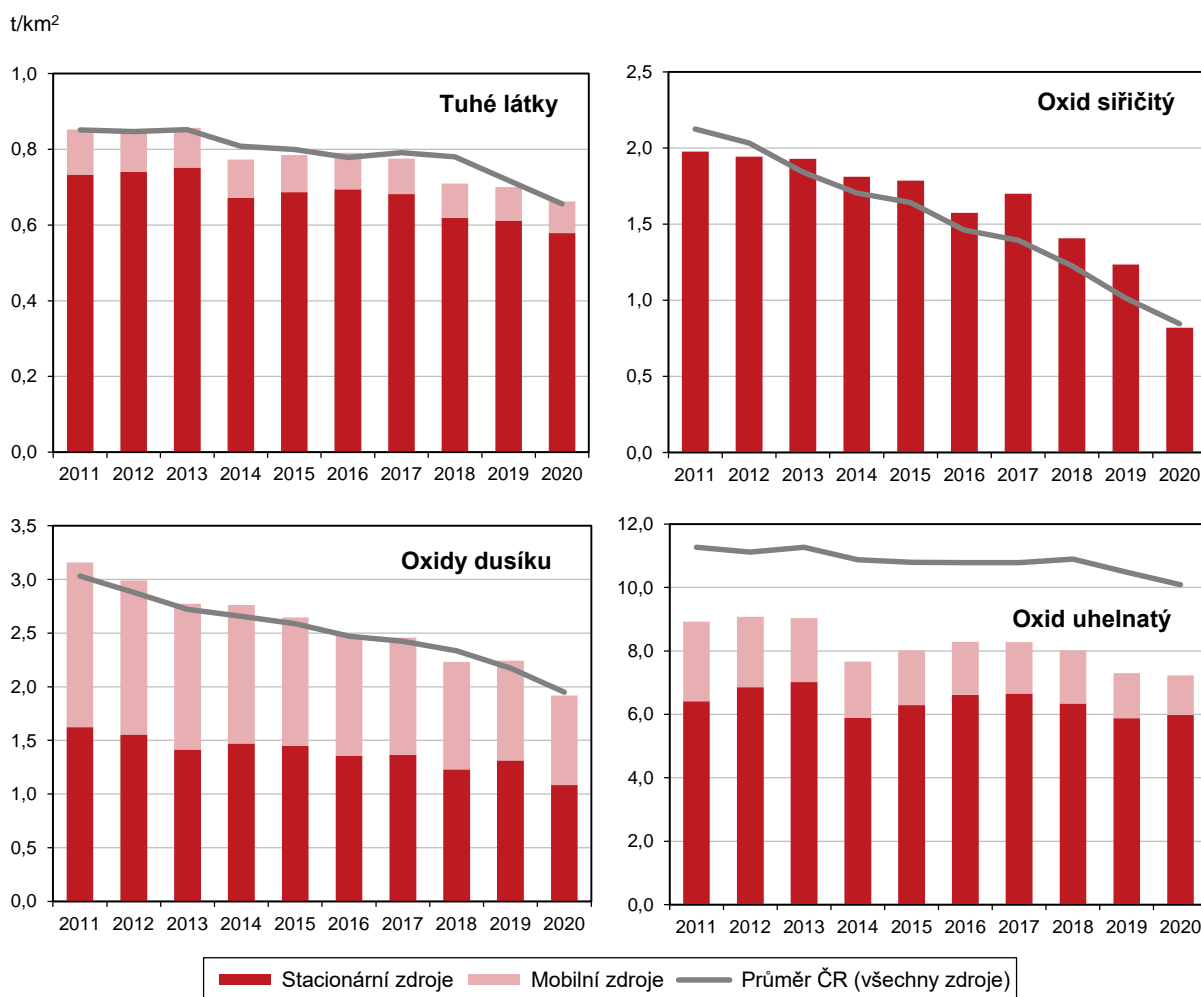 t/km²
1,0
0,8
0,6
0,4
0,2
0,0
Tuhé látky
2011 2012 2013 2014 2015 2016 2017 2018 2019 2020
2,5
2,0
1,5
1,0
0,5
0,0
Oxid siřičitý
2011 2012 2013 2014 2015 2016 2017 2018 2019 2020
3,5
3,0
2,5
2,0
1,5
1,0
0,5
0,0
Oxidy dusíku
2011 2012 2013 2014 2015 2016 2017 2018 2019 2020
12,0
10,0
8,0
6,0
4,0
2,0
0,0
Oxid uhelnatý
2011 2012 2013 2014 2015 2016 2017 2018 2019 2020
Stacionární zdroje Mobilní zdroje Průměr ČR (všechny zdroje)